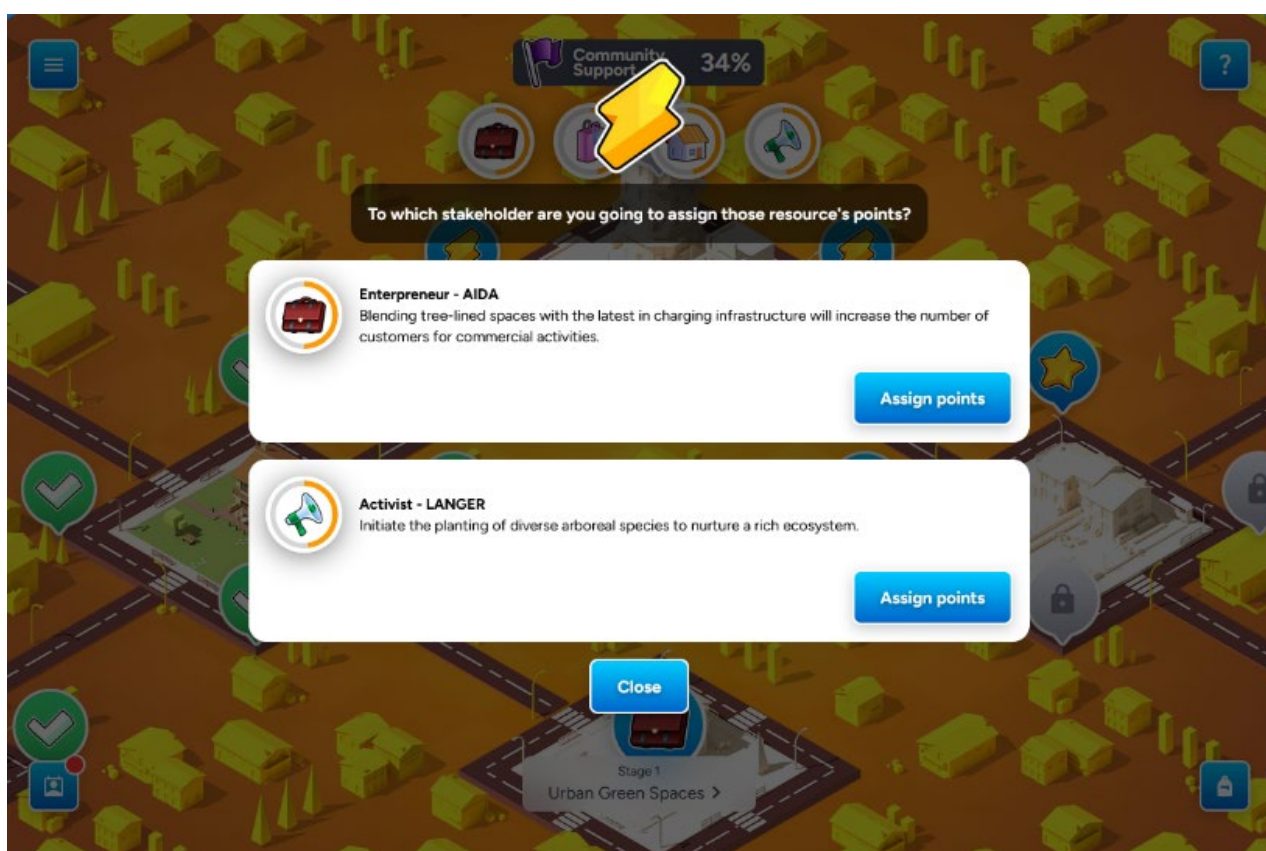 Community
Support
34%
?
To which stakeholder are you going to assign those resource's points?
Enterpreneur - AIDA
Blending tree-lined spaces with the latest in charging infrastructure will increase the number of
customers for commercial activities.
Assign points
Activist - LANGER
Initiate the planting of diverse arboreal species to nurture a rich ecosystem.
Assign points
Close
Stage 1
Urban Green Spaces >